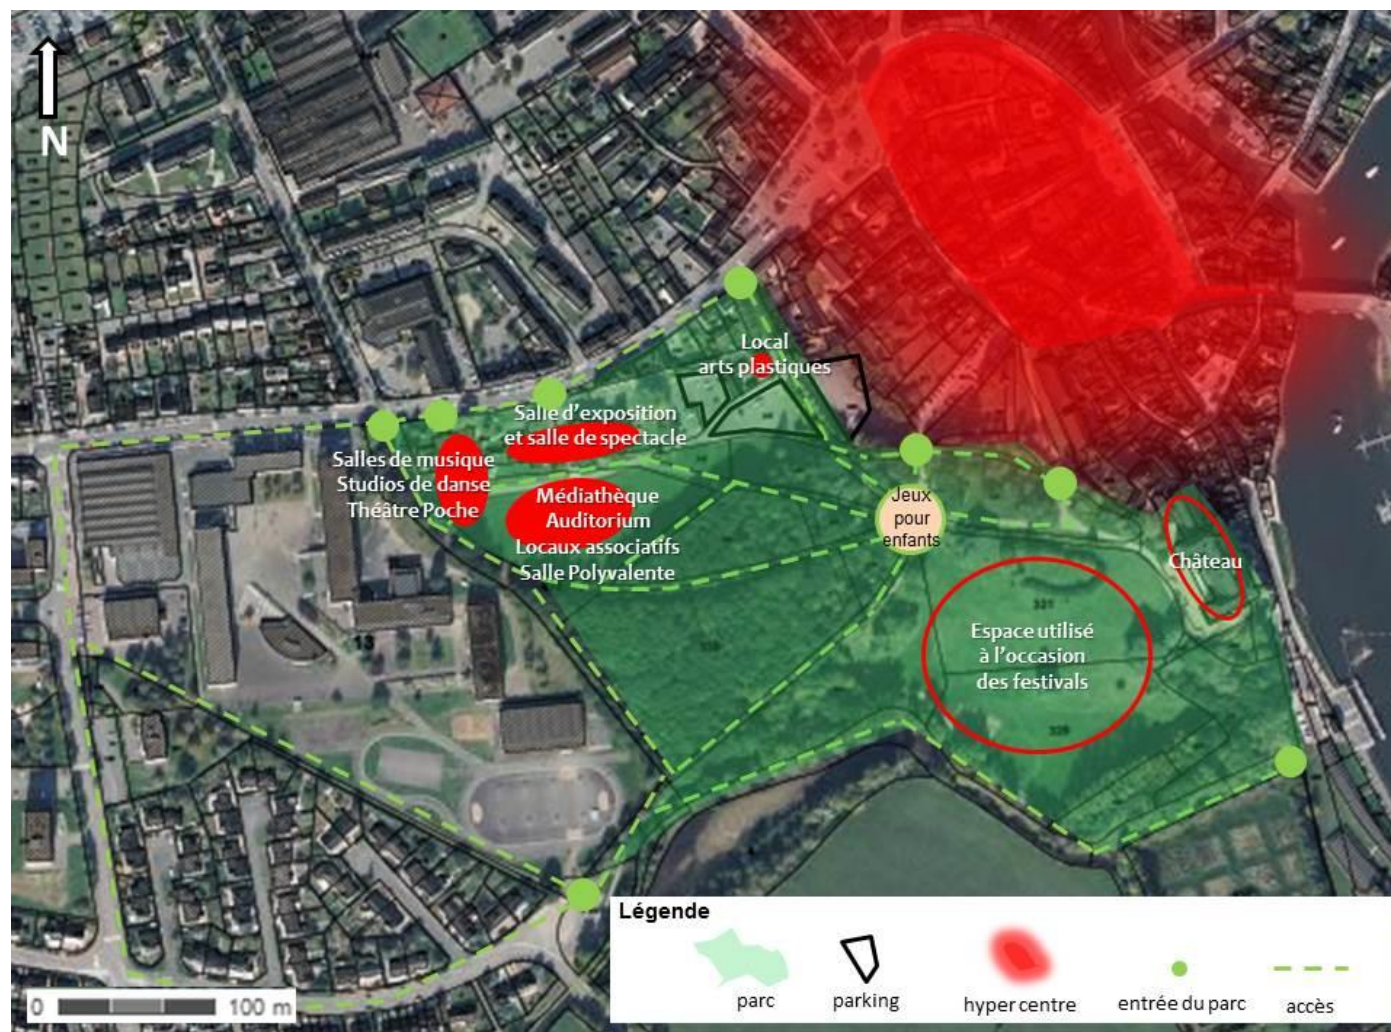 N
Local
arts plastiques
Salle d'exposition
et salle de spectacle
Salles de musique
Studios de danse
Théâtre Poche
Médiathèque
Auditorium
Locaux associatifs
Salle Polyvalente
Jeux
pour
enfants
Château
321
Espace utilisé
à l'occasion
des festivals
13
Légende
parc
parking
hyper centre
entrée du parc
accès
0 100 m